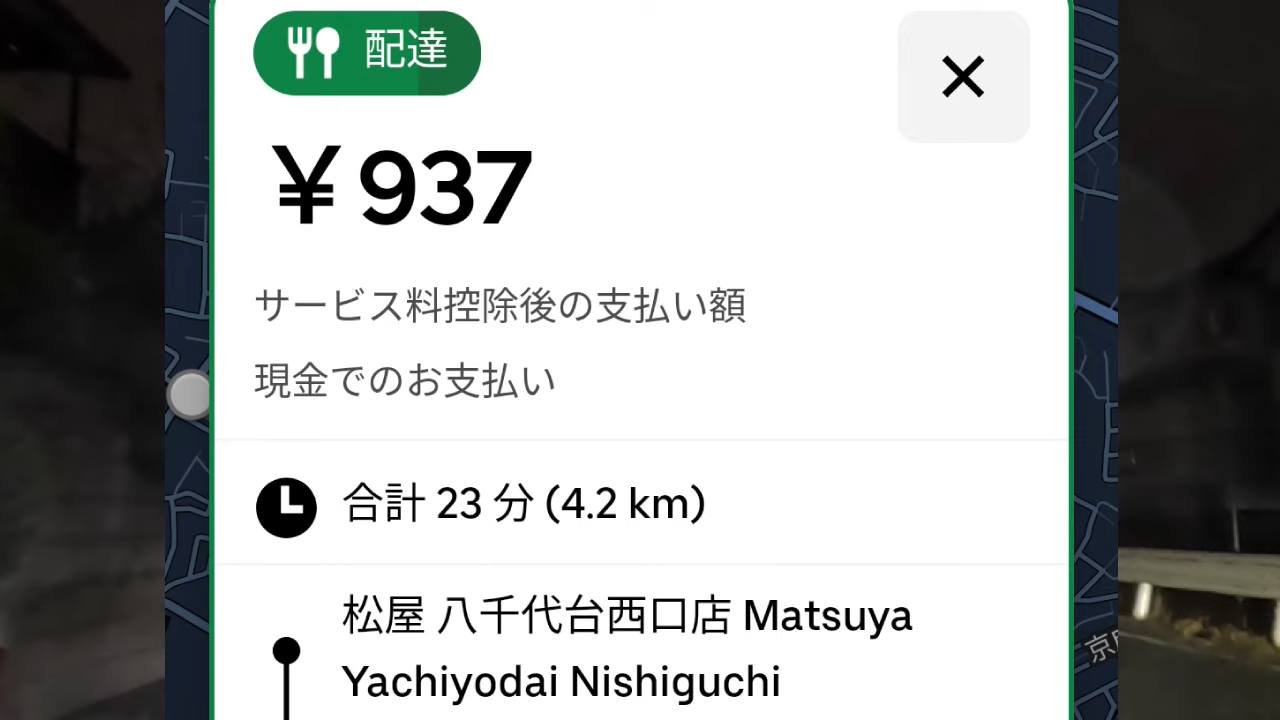 配達
￥937
サービス料控除後の支払い額
現金でのお支払い
合計 23 分 (4.2 km)
松屋 八千代台西口店 Matsuya
Yachiyodai Nishiguchi
京